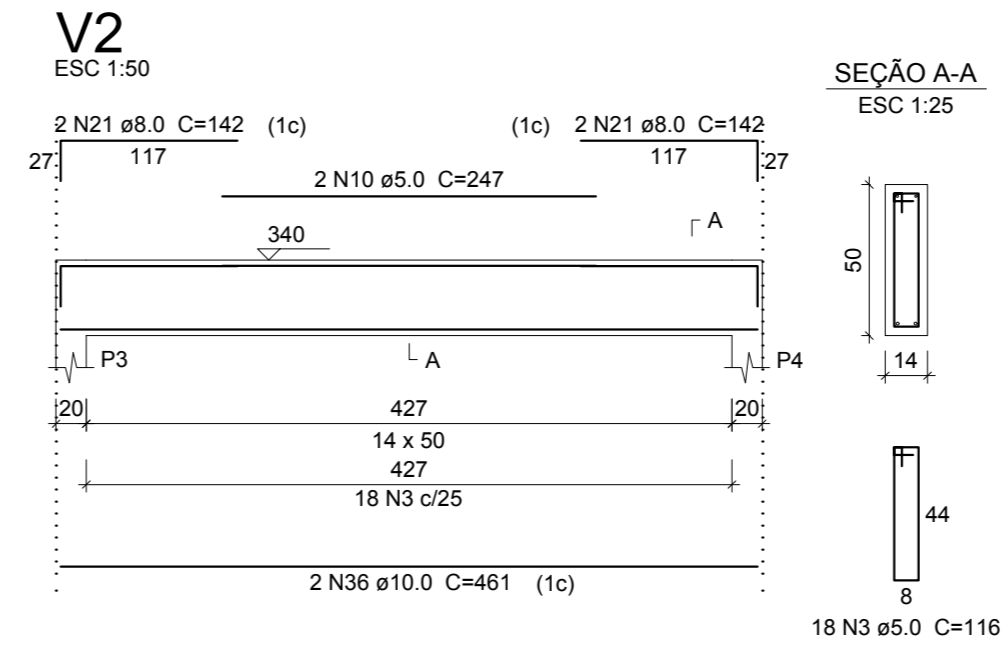 V2
ESC 1:50
SEÇÃO A-A
ESC 1:25
2 N21 ø8.0 C=142 (1c)
(1c) 2 N21 ø8.0 C=142
27
117
117
27
2 N10 ø5.0 C=247
A
340
50
P3
A
P4
14
20
427
20
14 x 50
427
18 N3 c/25
44
2 N36 ø10.0 C=461 (1c)
8
18 N3 ø5.0 C=116